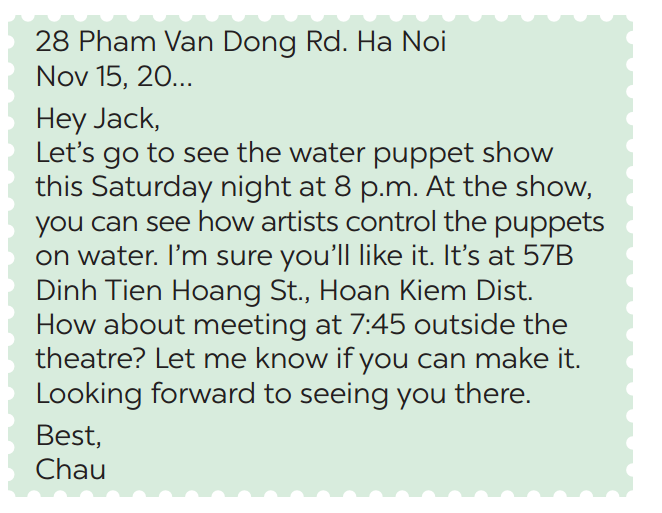 28 Pham Van Dong Rd. Ha Noi
Nov 15, 20...
Hey Jack,
Let's go to see the water puppet show
this Saturday night at 8 p.m. At the show,
you can see how artists control the puppets
on water. I'm sure you'll like it. It's at 57B
Dinh Tien Hoang St., Hoan Kiem Dist.
How about meeting at 7:45 outside the
theatre? Let me know if you can make it.
Looking forward to seeing you there.
Best,
Chau